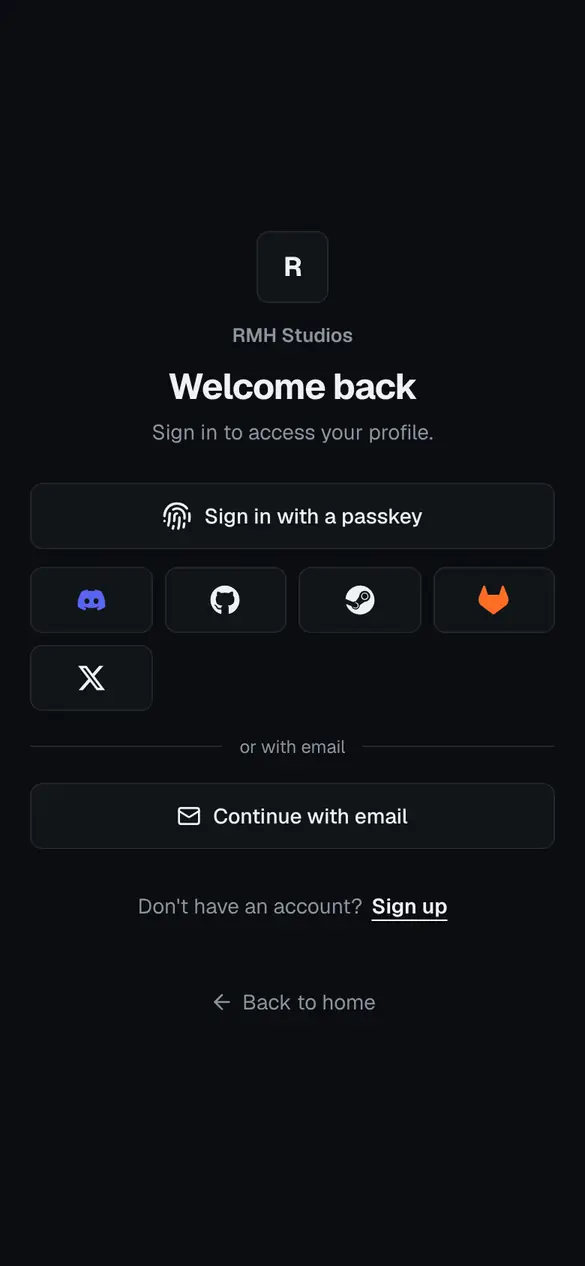 R
RMH Studios
Welcome back
Sign in to access your profile.
Sign in with a passkey
or with email
Continue with email
Don't have an account? Sign up
Back to home